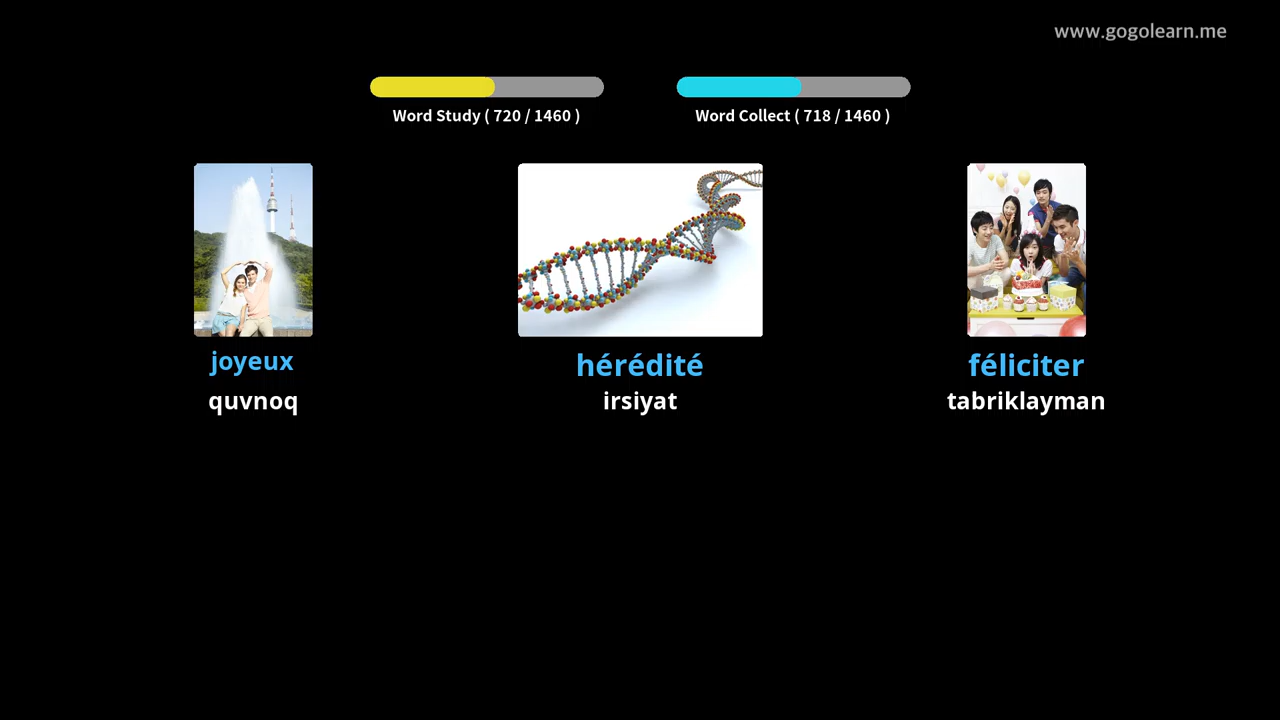 www.gogolearn.me
Word Study ( 720 / 1460 )
Word Collect ( 718 / 1460 )
joyeux
quvnoq
hérédité
irsiyat
féliciter
tabriklayman